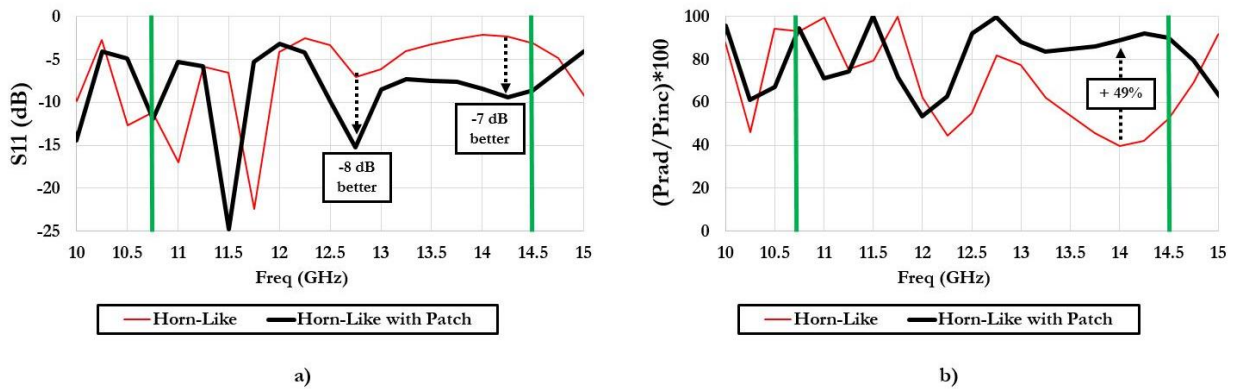 0
-5
-10
-15
-20
-25
S11 (dB)
-8 dB
better
-7 dB
better
10 10.5 11 11.5 12 12.5 13 13.5 14 14.5 15
Freq (GHz)
Horn-Like Horn-Like with Patch
a)
100
80
60
40
20
0
(Prad/Pinc)*100
+ 49%
10 10.5 11 11.5 12 12.5 13 13.5 14 14.5 15
Freq (GHz)
Horn-Like Horn-Like with Patch
b)